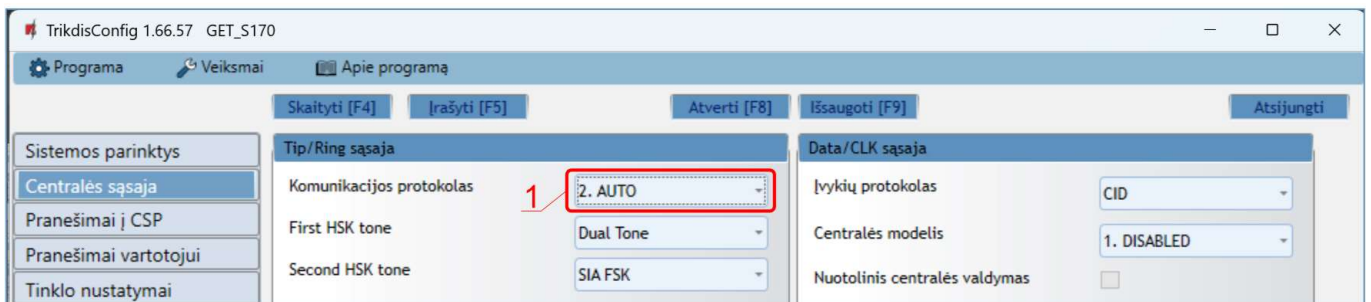 TrikdisConfig 1.66.57 GET_S170
Programa Veiksmai Apie programą
Skaityti [F4] Įrašyti [F5] Atverti [F8] Išsaugoti [F9] Atsijungti
Sistemos parinktys
Centralės sąsaja
Pranešimai į CSP
Pranešimai vartotojui
Tinklo nustatymai
Tip/Ring sąsaja
Komunikacijos protokolas 1 2. AUTO
First HSK tone Dual Tone
Second HSK tone SIA FSK
Data/CLK sąsaja
Įvykių protokolas CID
Centralės modelis 1. DISABLED
Nuotolinis centralės valdymas